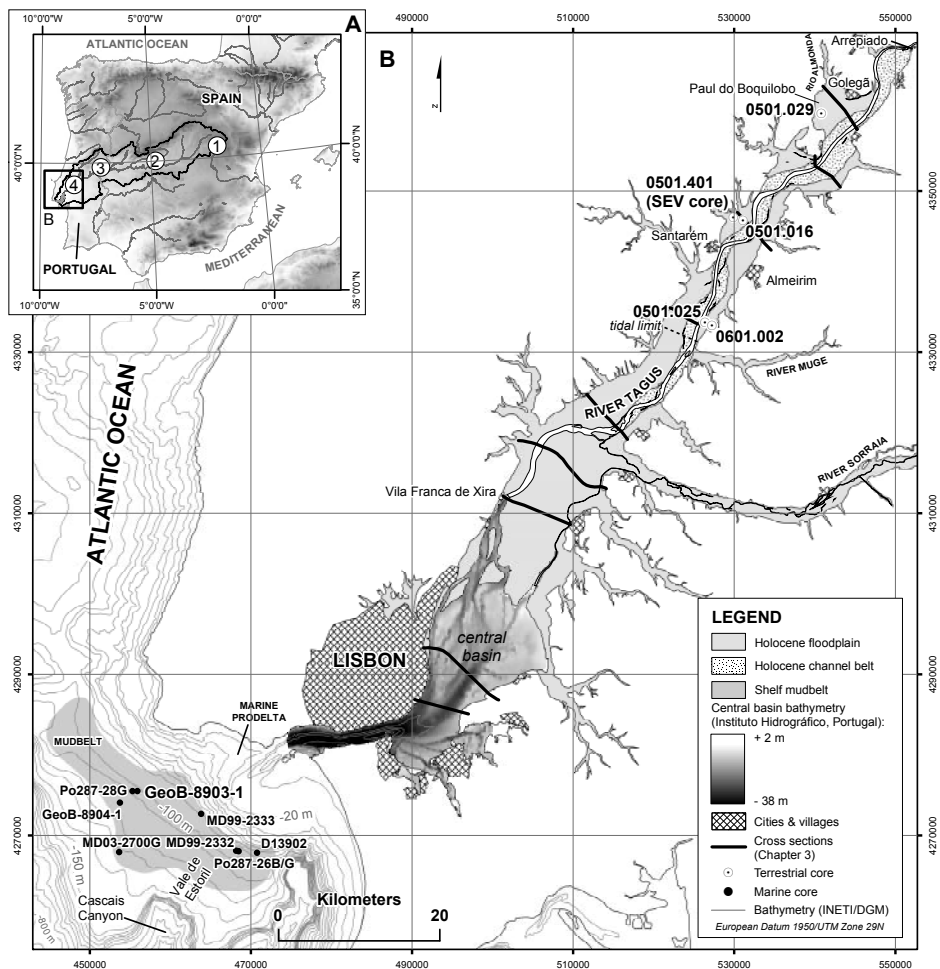 10°0'0"W
5°0'0"W
0°0'0"
A
ATLANTIC OCEAN
SPAIN
40°0'0"N
40°0'0"N
1
2
3
4
B
MEDITERRANEAN
PORTUGAL
35°0'0"N
10°0'0"W
5°0'0"W
0°0'0"
490000
510000
530000
550000
B
z
Arrepiado
RIO ALMONDA
Golegã
Paul do Boquilobo
0501.029
4350000
0501.401
(SEV core)
0501.016
Santarém
Almeirim
0501.025
tidal limit
0601.002
4330000
RIVER MUGE
RIVER TAGUS
RIVER SORRAIA
ATLANTIC OCEAN
Vila Franca de Xira
4310000
4310000
central
basin
LISBON
4290000
MARINE
PRODELTA
MUDBELT
Po287-28G
GeoB-8903-1
GeoB-8904-1
-100 m
MD99-2333
-20 m
4270000
MD03-2700G
MD99-2332
D13902
Po287-26B/G
-150 m
Vale de
Estoril
Cascais
Canyon
-800 m
Kilometers
0
20
450000
470000
490000
510000
530000
550000
LEGEND
Holocene floodplain
Holocene channel belt
Shelf mudbelt
Central basin bathymetry
(Instituto Hidrográfico, Portugal):
+ 2 m
- 38 m
Cities & villages
Cross sections
(Chapter 3)
Terrestrial core
Marine core
Bathymetry (INETI/DGM)
European Datum 1950/UTM Zone 29N
4330000
4290000
4270000